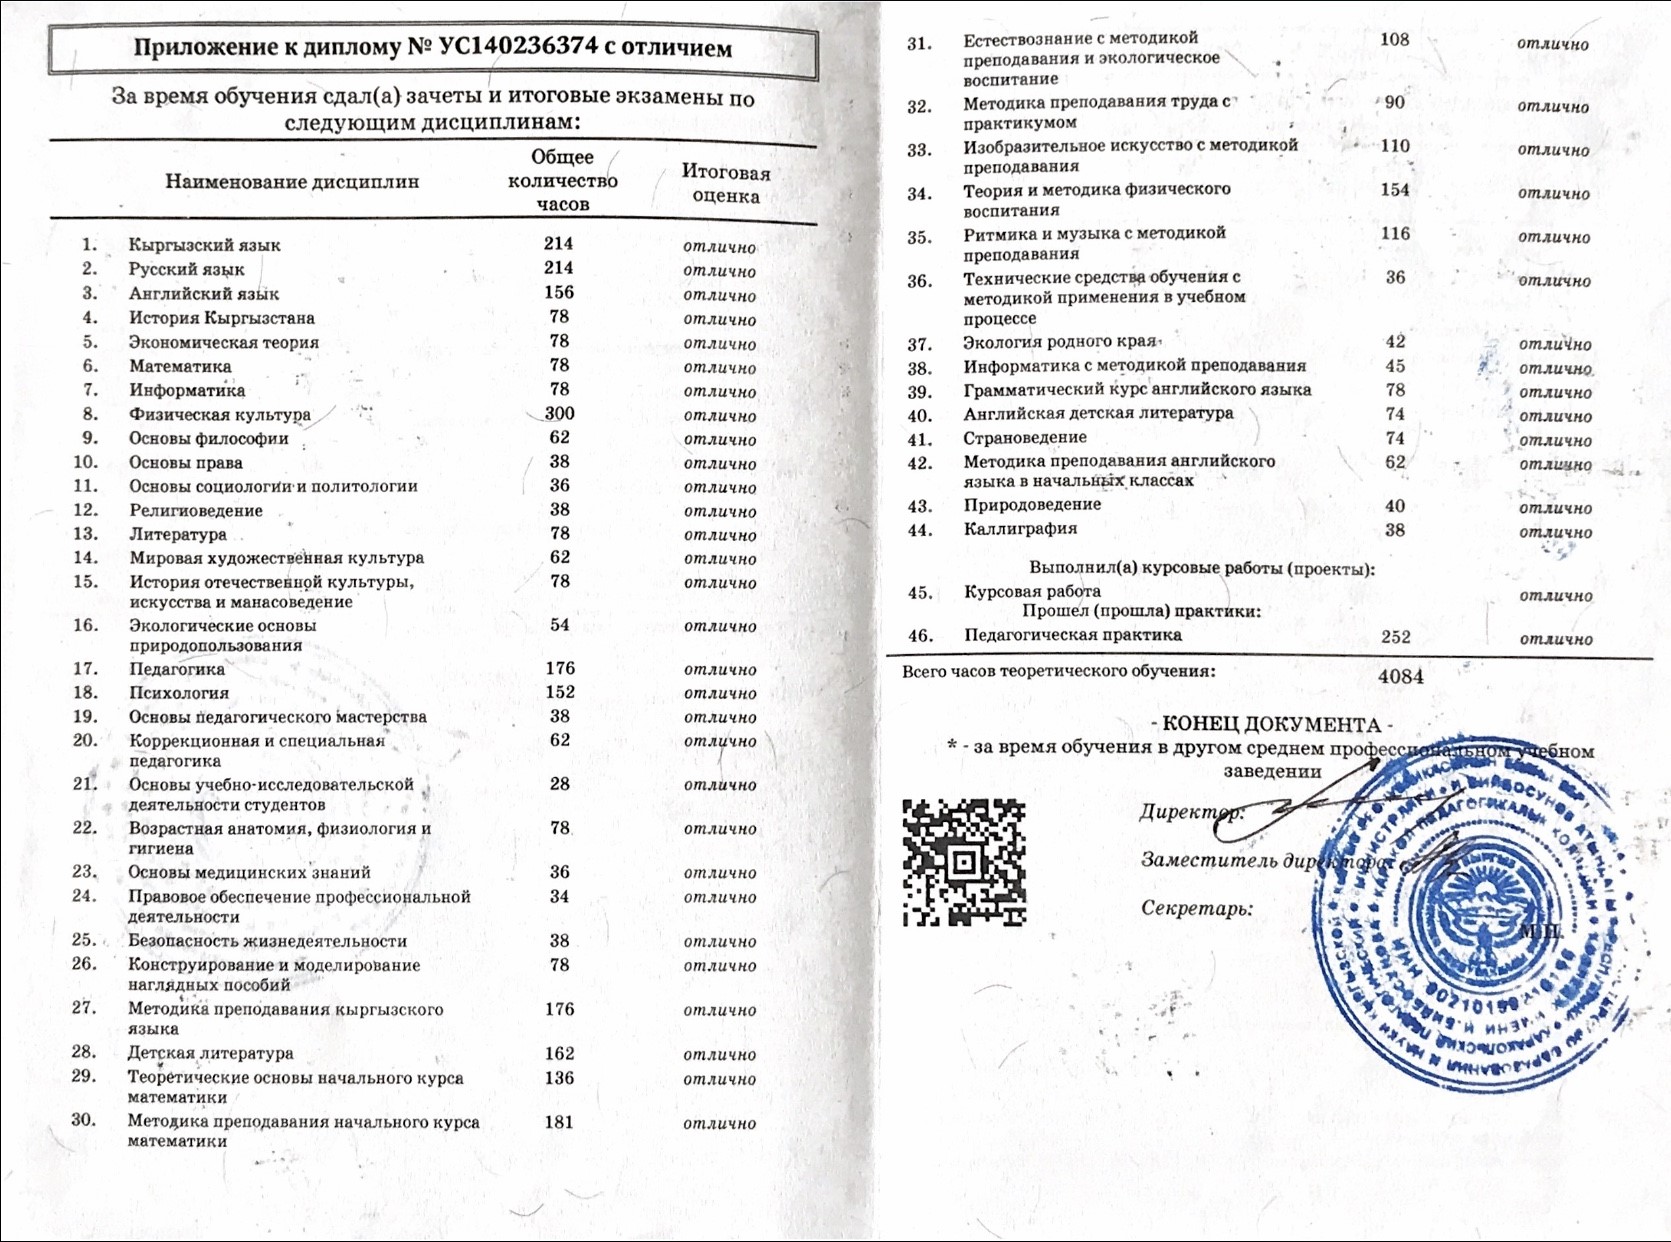 Приложение к диплому № УС140236374 с отличием
За время обучения сдал(а) зачеты и итоговые экзамены по
следующим дисциплинам:
Наименование дисциплин Общее количество часов Итоговая оценка
1. Кыргызский язык 214 отлично
2. Русский язык 214 отлично
3. Английский язык 156 отлично
4. История Кыргызстана 78 отлично
5. Экономическая теория 78 отлично
6. Математика 78 отлично
7. Информатика 78 отлично
8. Физическая культура 300 отлично
9. Основы философии 62 отлично
10. Основы права 38 отлично
11. Основы социологии и политологии 36 отлично
12. Религиоведение 38 отлично
13. Литература 78 отлично
14. Мировая художественная культура 62 отлично
15. История отечественной культуры, 78 отлично
искусства и манасоведение
16. Экологические основы 54 отлично
природопользования
17. Педагогика 176 отлично
18. Психология 152 отлично
19. Основы педагогического мастерства 38 отлично
20. Коррекционная и специальная 62 отлично
педагогика
21. Основы учебно-исследовательской 28 отлично
деятельности студентов
22. Возрастная анатомия, физиология и 78 отлично
гигиена
23. Основы медицинских знаний 36 отлично
24. Правовое обеспечение профессиональной 34 отлично
деятельности
25. Безопасность жизнедеятельности 38 отлично
26. Конструирование и моделирование 78 отлично
наглядных пособий
27. Методика преподавания кыргызского 176 отлично
языка
28. Детская литература 162 отлично
29. Теоретические основы начального курса 136 отлично
математики
30. Методика преподавания начального курса 181 отлично
математики
31. Естествознание с методикой 108 отлично
преподавания и экологическое
воспитание
32. Методика преподавания труда с 90 отлично
практикумом
33. Изобразительное искусство с методикой 110 отлично
преподавания
34. Теория и методика физического 154 отлично
воспитания
35. Ритмика и музыка с методикой 116 отлично
преподавания
36. Технические средства обучения с 36 отлично
методикой применения в учебном
процессе
37. Экология родного края 42 отлично
38. Информатика с методикой преподавания 45 отлично
39. Грамматический курс английского языка 78 отлично
40. Английская детская литература 74 отлично
41. Страноведение 74 отлично
42. Методика преподавания английского 62 отлично
языка в начальных классах
43. Природоведение 40 отлично
44. Каллиграфия 38 отлично
Выполнил(а) курсовые работы (проекты):
45. Курсовая работа отлично
Прошел (прошла) практики:
46. Педагогическая практика 252 отлично
Всего часов теоретического обучения: 4084
- КОНЕЦ ДОКУМЕНТА -
* - за время обучения в другом среднем профессиональном учебном
заведении
Директор:
Заместитель директора:
Секретарь:
М.П.